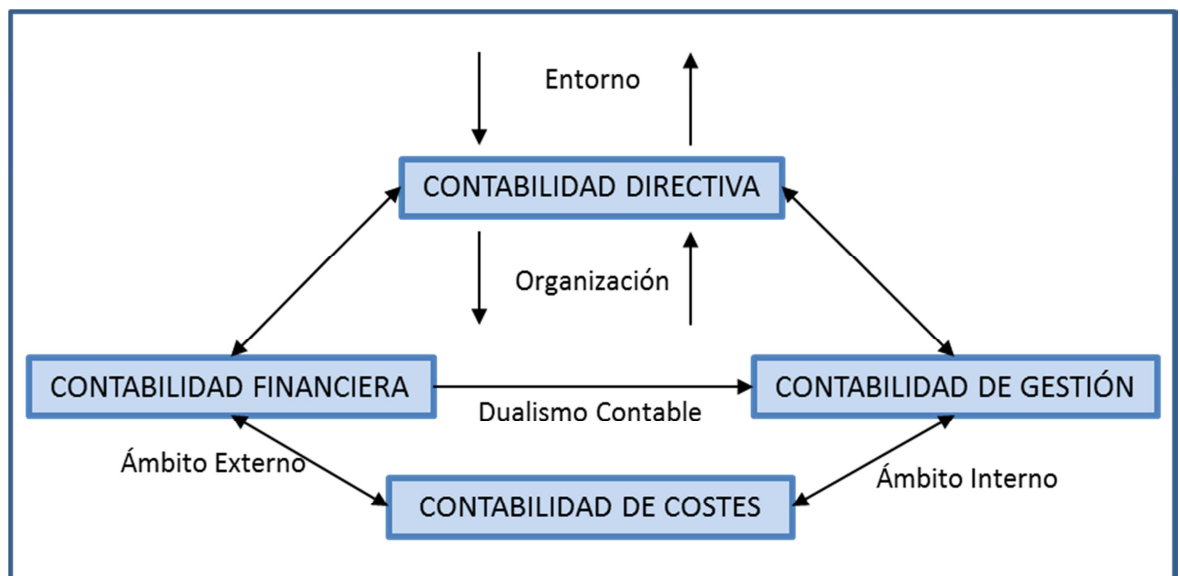 Entorno
CONTABILIDAD DIRECTIVA
Organización
CONTABILIDAD FINANCIERA
CONTABILIDAD DE GESTIÓN
Dualismo Contable
Ámbito Externo
Ámbito Interno
CONTABILIDAD DE COSTES